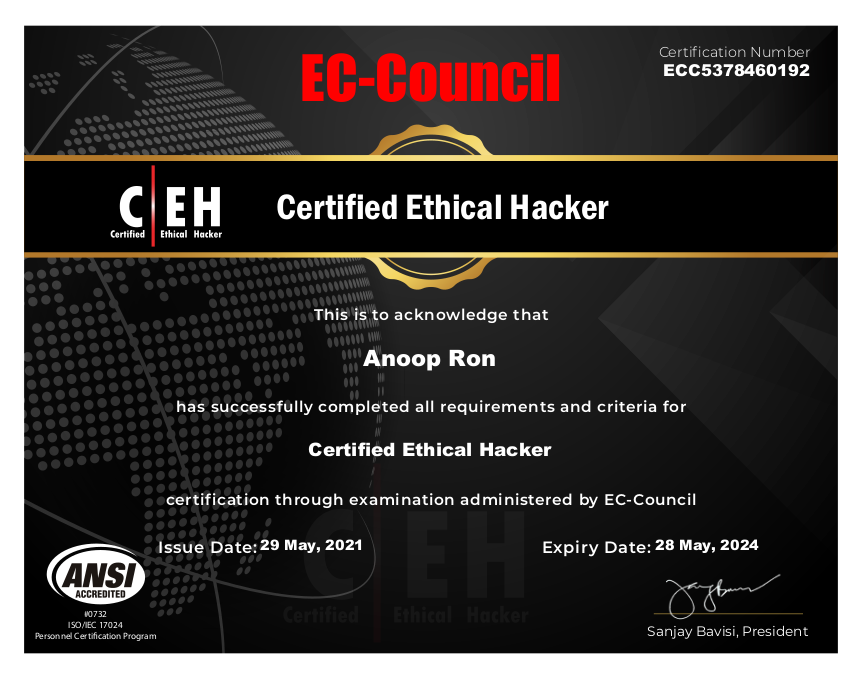 EC-Council
Certification Number
ECC5378460192
C EH
Certified Ethical Hacker
Certified Ethical Hacker
This is to acknowledge that
Anoop Ron
has successfully completed all requirements and criteria for
Certified Ethical Hacker
certification through examination administered by EC-Council
Issue Date: 29 May, 2021
Expiry Date: 28 May, 2024
C EH
Certified Ethical Hacker
ANSI
ACCREDITED
#0732
ISO/IEC 17024
Personnel Certification Program
Sanjay Bavisi, President